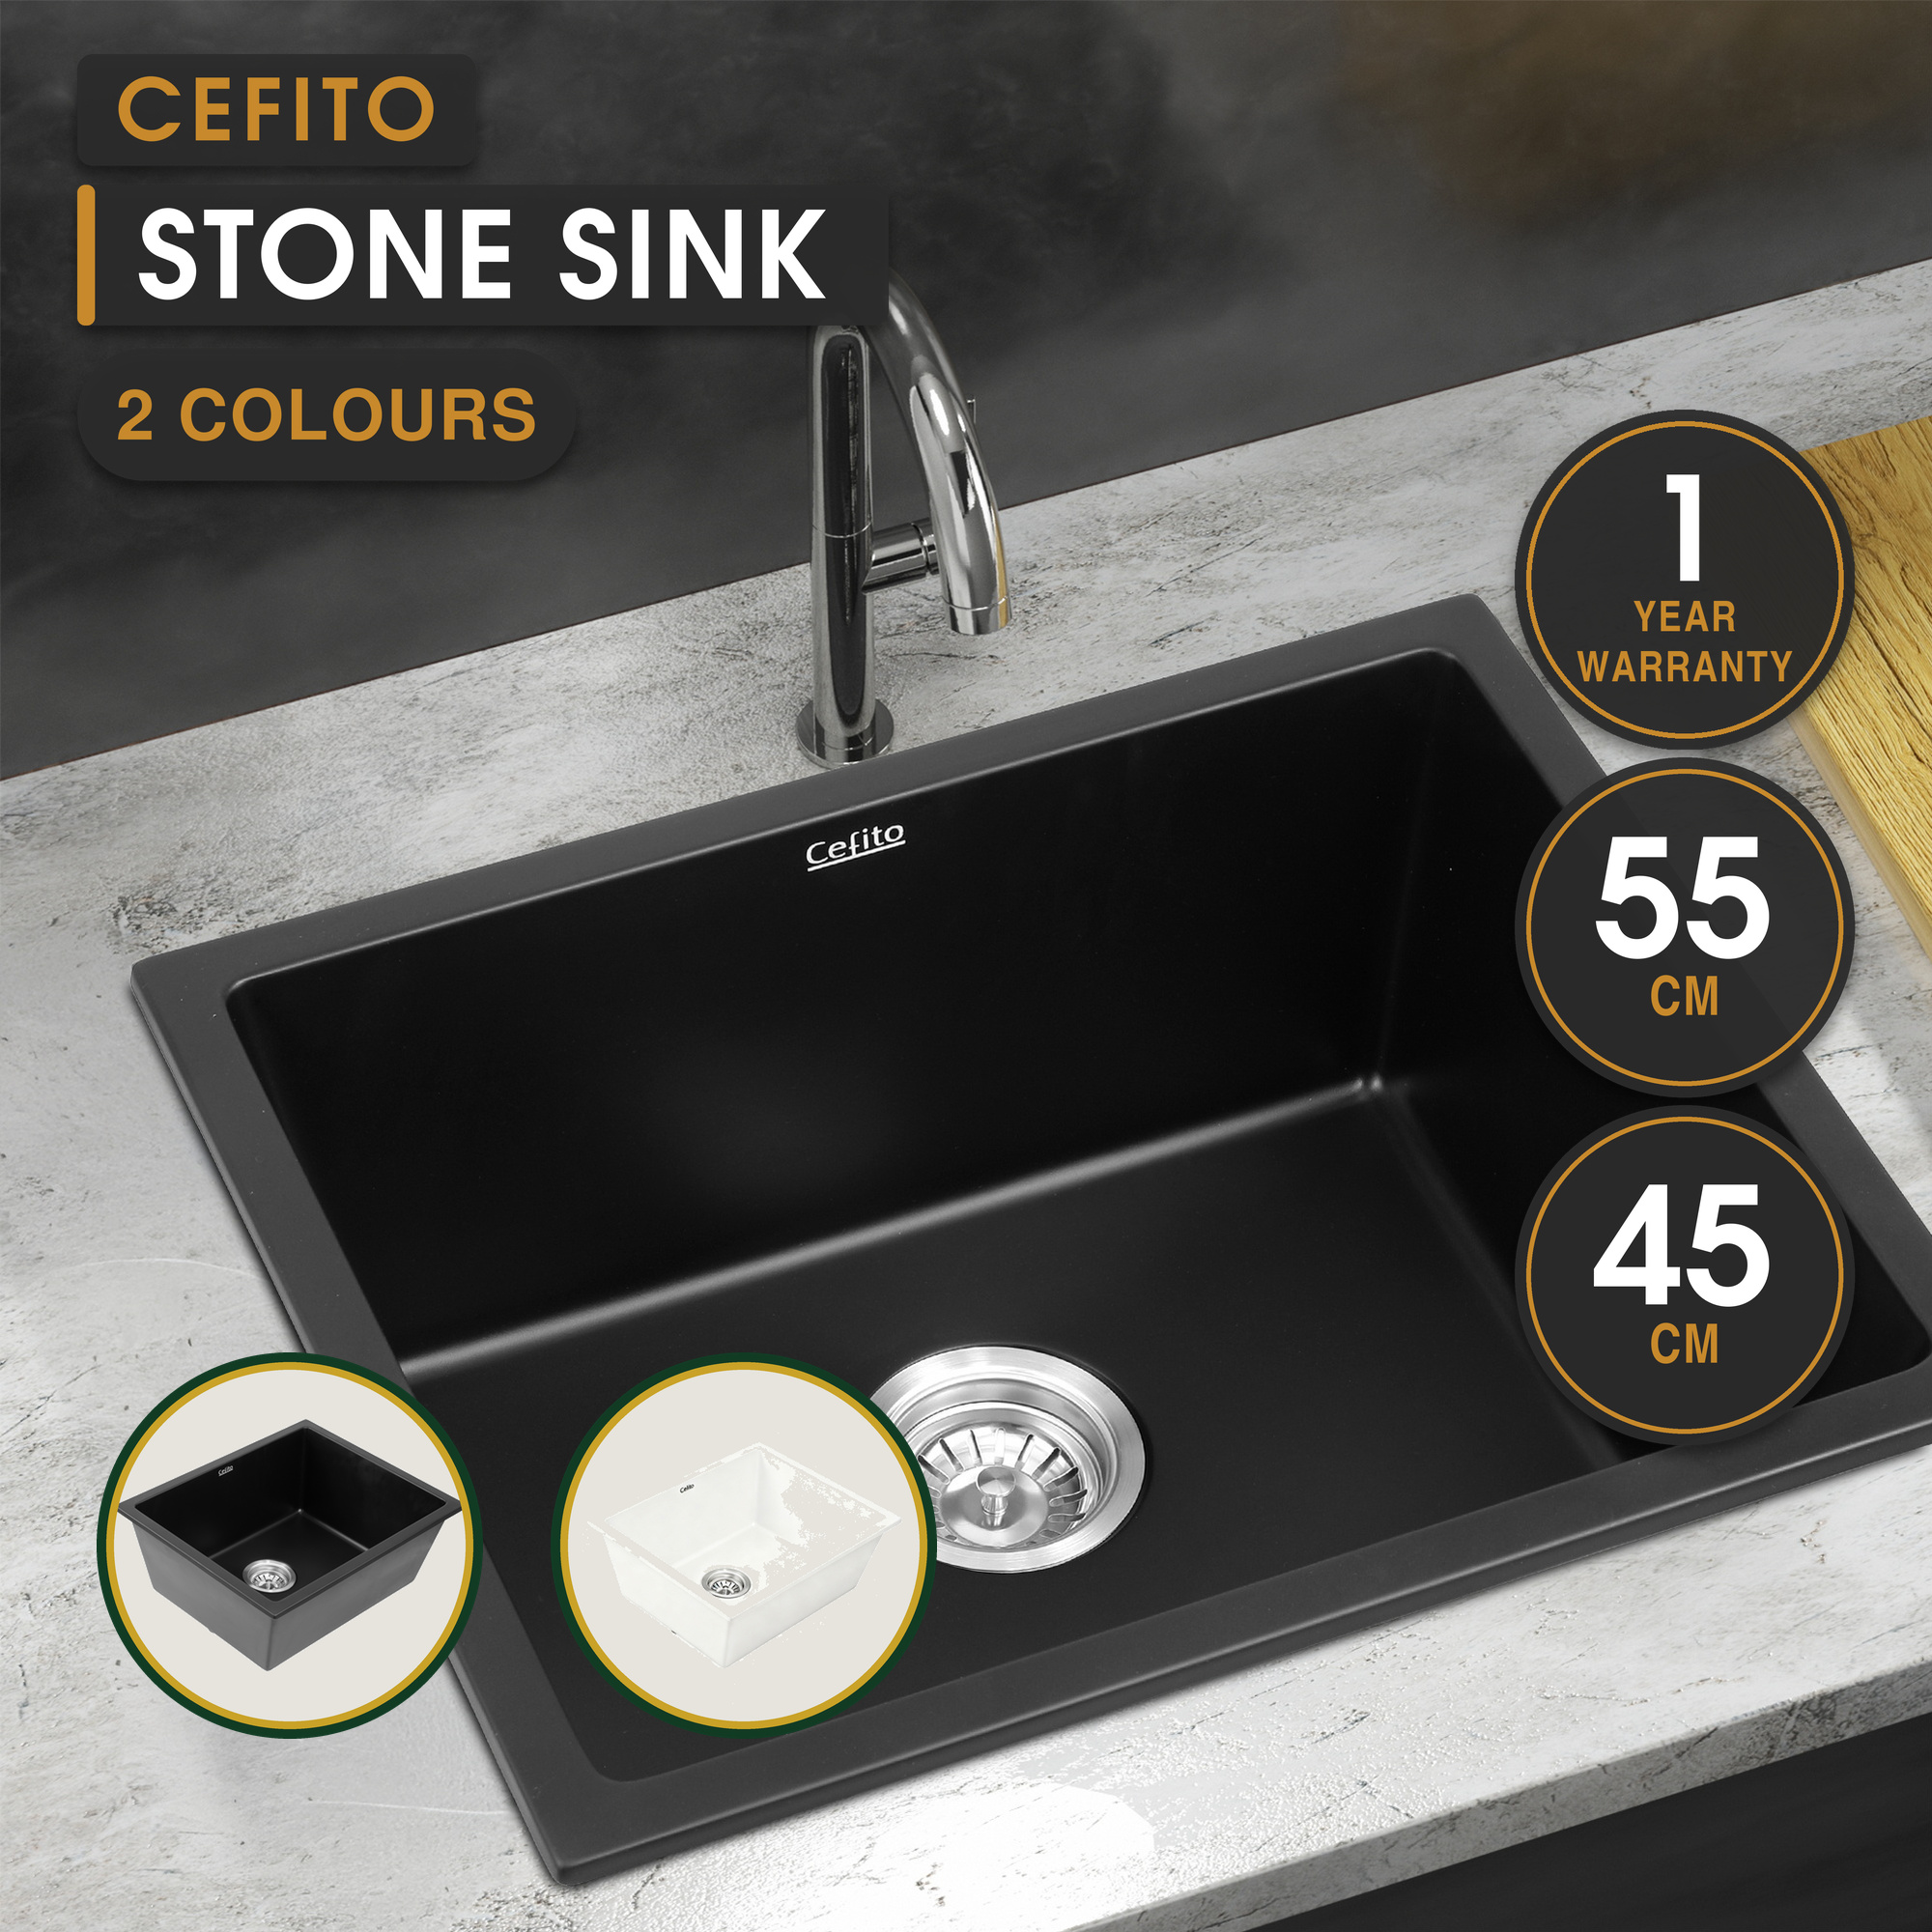 CEFITO
STONE SINK
2 COLOURS
1
YEAR
WARRANTY
Cefito
55
CM
45
CM
Cefito
Cefito